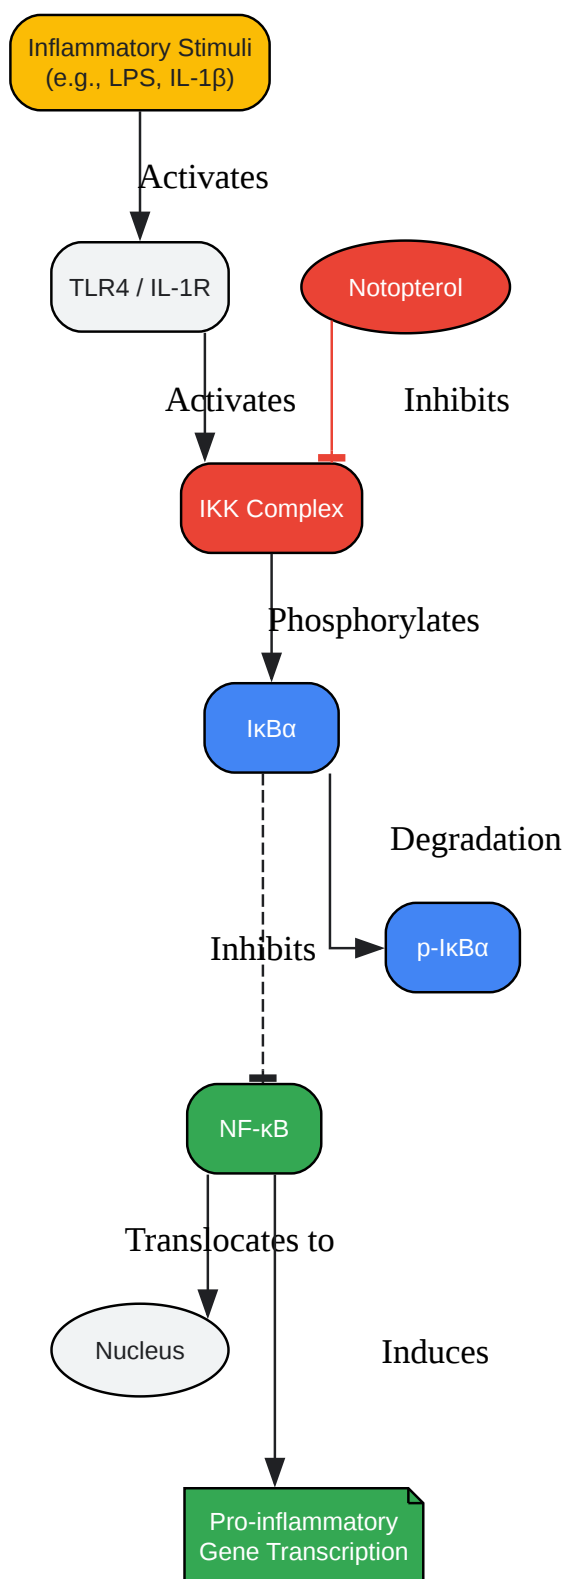 Inflammatory Stimuli
(e.g., LPS, IL-1β)
Activates
TLR4 / IL-1R
Notopterol
Activates
Inhibits
IKK Complex
Phosphorylates
IκBα
Degradation
Inhibits
p-IκBα
NF-κB
Translocates to
Nucleus
Induces
Pro-inflammatory
Gene Transcription